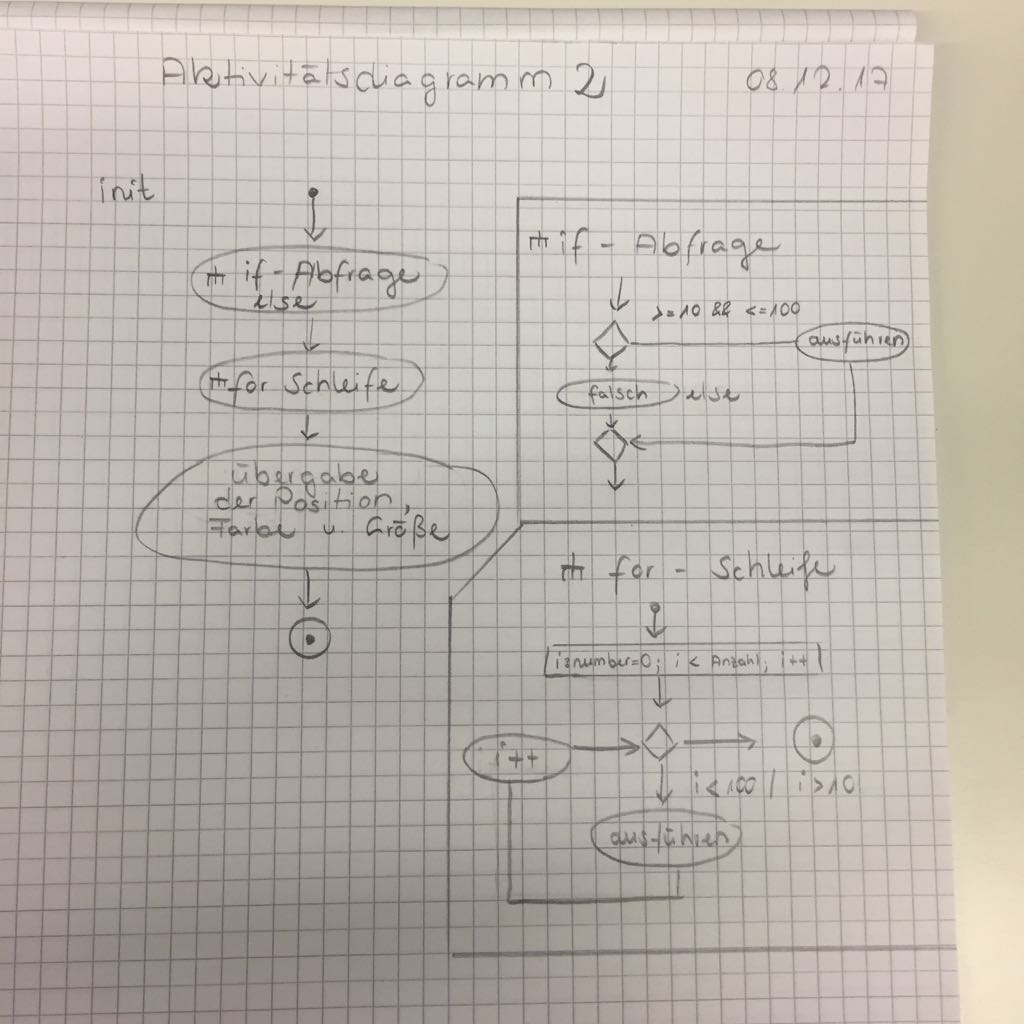 Aktivitätsdiagramm 2 08.12.17
init
if-Abfrage
else
for Schleife
übergabe
der Position,
Farbe u. Größe
if - Abfrage
>=10 && <=100
ausführen
falsch else
for - Schleife
i:number=0; i < Anzahl; i++
i++
i<100 / i>10
ausführen